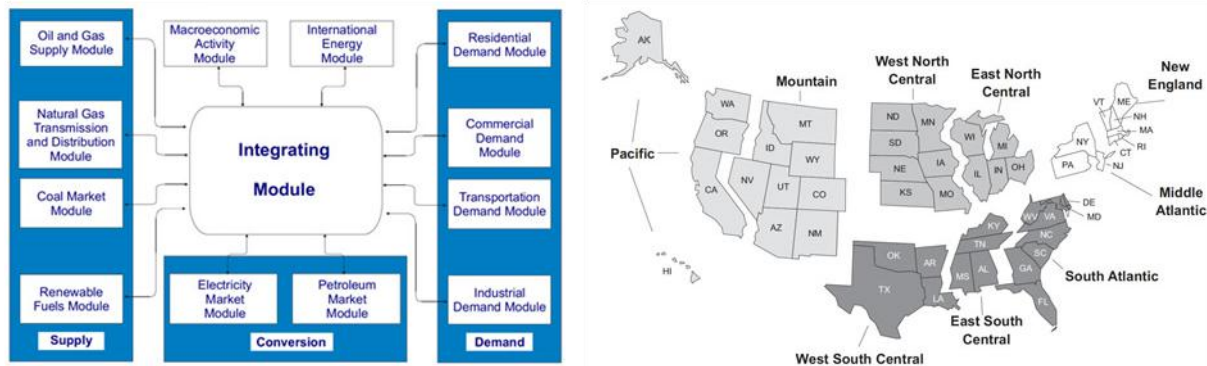 Oil and Gas
Supply Module
Natural Gas
Transmission
and Distribution
Module
Coal Market
Module
Renewable
Fuels Module
Supply
Macroeconomic
Activity
Module
International
Energy
Module
Integrating
Module
Electricity
Market
Module
Petroleum
Market
Module
Conversion
Residential
Demand Module
Commercial
Demand
Module
Transportation
Demand Module
Industrial
Demand Module
Demand
AK
HI
Pacific
WA
OR
CA
Mountain
MT
ID
WY
NV
UT
CO
AZ
NM
West North
Central
ND
MN
SD
NE
IA
KS
MO
East North
Central
WI
MI
IL
IN
OH
New
England
VT
ME
NH
MA
RI
CT
NY
PA
NJ
Middle
Atlantic
DE
MD
WV
VA
NC
SC
GA
FL
South Atlantic
KY
TN
MS
AL
East South
Central
OK
AR
TX
LA
West South Central